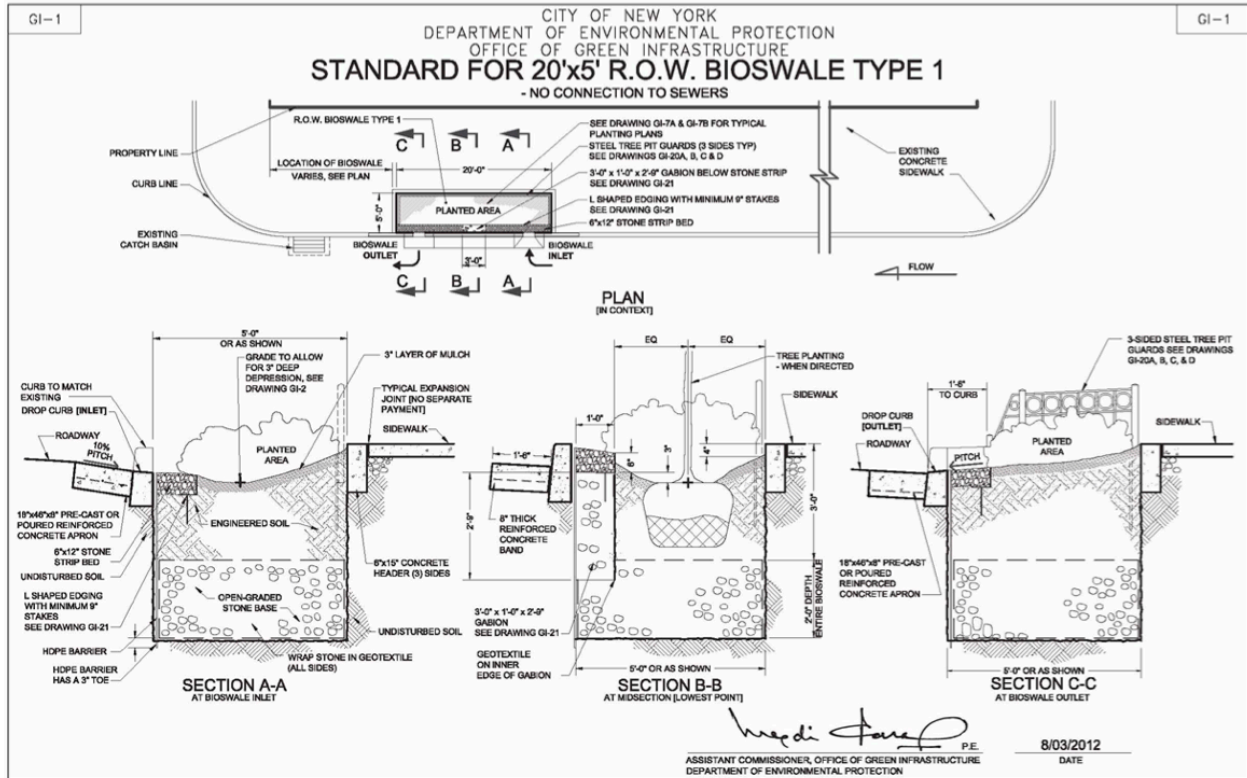 GI-1
CITY OF NEW YORK
DEPARTMENT OF ENVIRONMENTAL PROTECTION
OFFICE OF GREEN INFRASTRUCTURE
GI-1
STANDARD FOR 20'x5' R.O.W. BIOSWALE TYPE 1
- NO CONNECTION TO SEWERS
PROPERTY LINE
CURB LINE
EXISTING
CATCH BASIN
R.O.W. BIOSWALE TYPE 1
LOCATION OF BIOSWALE
VARIES, SEE PLAN
C
B
A
20'-0"
5'-0"
PLANTED AREA
SEE DRAWING GI-7A & GI-7B FOR TYPICAL
PLANTING PLANS
STEEL TREE PIT GUARDS (3 SIDES TYP)
SEE DRAWINGS GI-20A, B, C & D
3'-0" x 1'-0" x 2'-9" GABION BELOW STONE STRIP
SEE DRAWING GI-21
L SHAPED EDGING WITH MINIMUM 9" STAKES
SEE DRAWING GI-21
6"x12" STONE STRIP BED
EXISTING
CONCRETE
SIDEWALK
BIOSWALE
OUTLET
3'-0"
BIOSWALE
INLET
C
B
A
FLOW
PLAN
[IN CONTEXT]
5'-0"
OR AS SHOWN
GRADE TO ALLOW
FOR 3" DEEP
DEPRESSION, SEE
DRAWING GI-2
3" LAYER OF MULCH
CURB TO MATCH
EXISTING
DROP CURB [INLET]
ROADWAY
10%
PITCH
TYPICAL EXPANSION
JOINT [NO SEPARATE
PAYMENT]
SIDEWALK
PLANTED
AREA
ENGINEERED SOIL
18"x46"x8" PRE-CAST OR
POURED REINFORCED
CONCRETE APRON
6"x12" STONE
STRIP BED
UNDISTURBED SOIL
L SHAPED EDGING
WITH MINIMUM 9"
STAKES
SEE DRAWING GI-21
HDPE BARRIER
HDPE BARRIER
HAS A 3" TOE
OPEN-GRADED
STONE BASE
6"x15" CONCRETE
HEADER (3) SIDES
UNDISTURBED SOIL
WRAP STONE IN GEOTEXTILE
(ALL SIDES)
SECTION A-A
AT BIOSWALE INLET
EQ
EQ
TREE PLANTING
- WHEN DIRECTED
SIDEWALK
1'-0"
1'-6"
6"
3"
4"
3'-0"
2'-9"
8" THICK
REINFORCED
CONCRETE
BAND
3'-0" x 1'-0" x 2'-9"
GABION
SEE DRAWING GI-21
GEOTEXTILE
ON INNER
EDGE OF GABION
2'-0" DEPTH
ENTIRE BIOSWALE
5'-0" OR AS SHOWN
SECTION B-B
AT MIDSECTION [LOWEST POINT]
3-SIDED STEEL TREE PIT
GUARDS SEE DRAWINGS
GI-20A, B, C, & D
1'-6"
TO CURB
DROP CURB
[OUTLET]
ROADWAY
PITCH
PLANTED
AREA
SIDEWALK
18"x46"x8" PRE-CAST
OR POURED
REINFORCED
CONCRETE APRON
5'-0" OR AS SHOWN
SECTION C-C
AT BIOSWALE OUTLET
P.E.
8/03/2012
ASSISTANT COMMISSIONER, OFFICE OF GREEN INFRASTRUCTURE
DEPARTMENT OF ENVIRONMENTAL PROTECTION
DATE